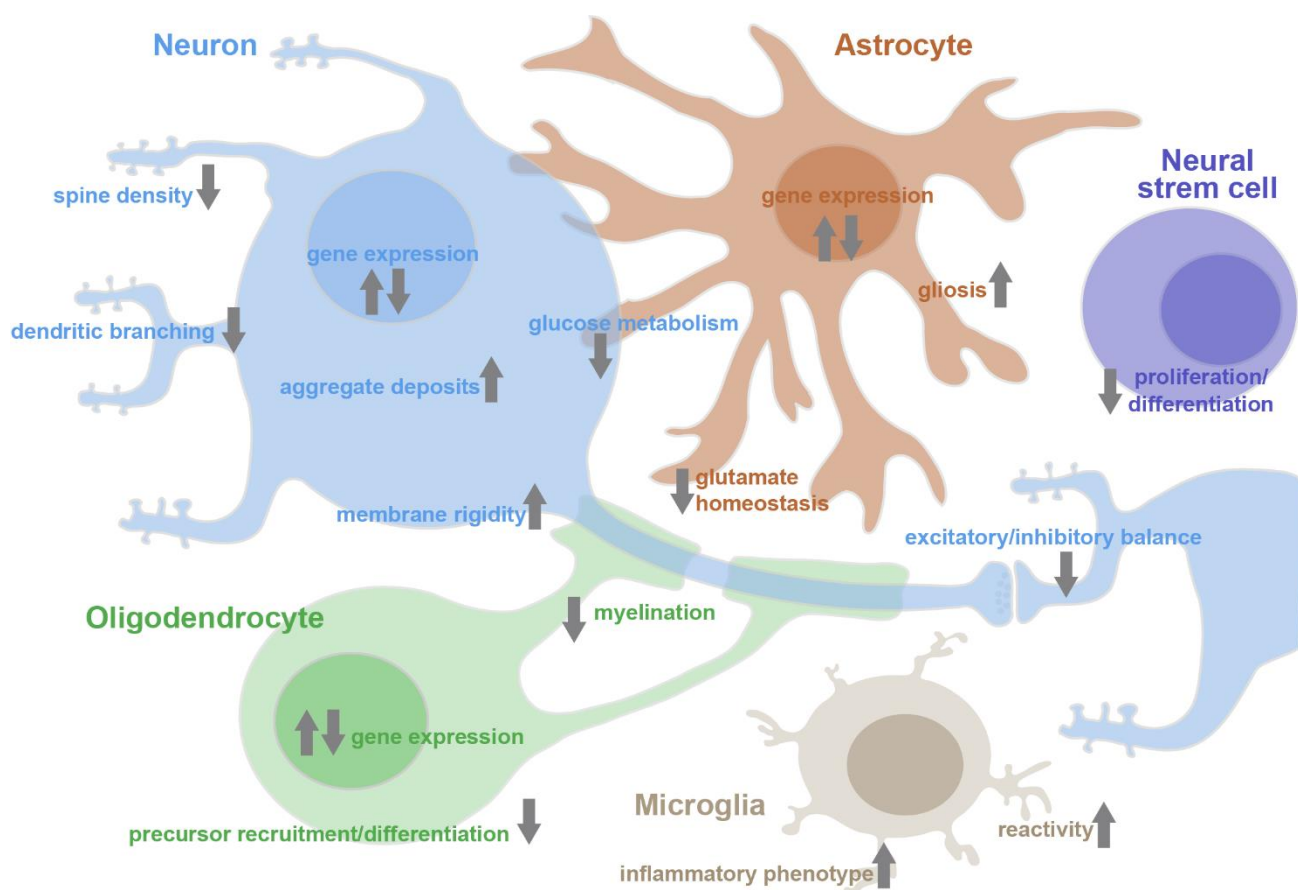 Neuron
Astrocyte
Neural
stem cell
spine density
gene expression
gene expression
gliosis
dendritic branching
glucose metabolism
aggregate deposits
proliferation/
differentiation
glutamate
homeostasis
membrane rigidity
excitatory/inhibitory balance
Oligodendrocyte
myelination
gene expression
Microglia
precursor recruitment/differentiation
reactivity
inflammatory phenotype